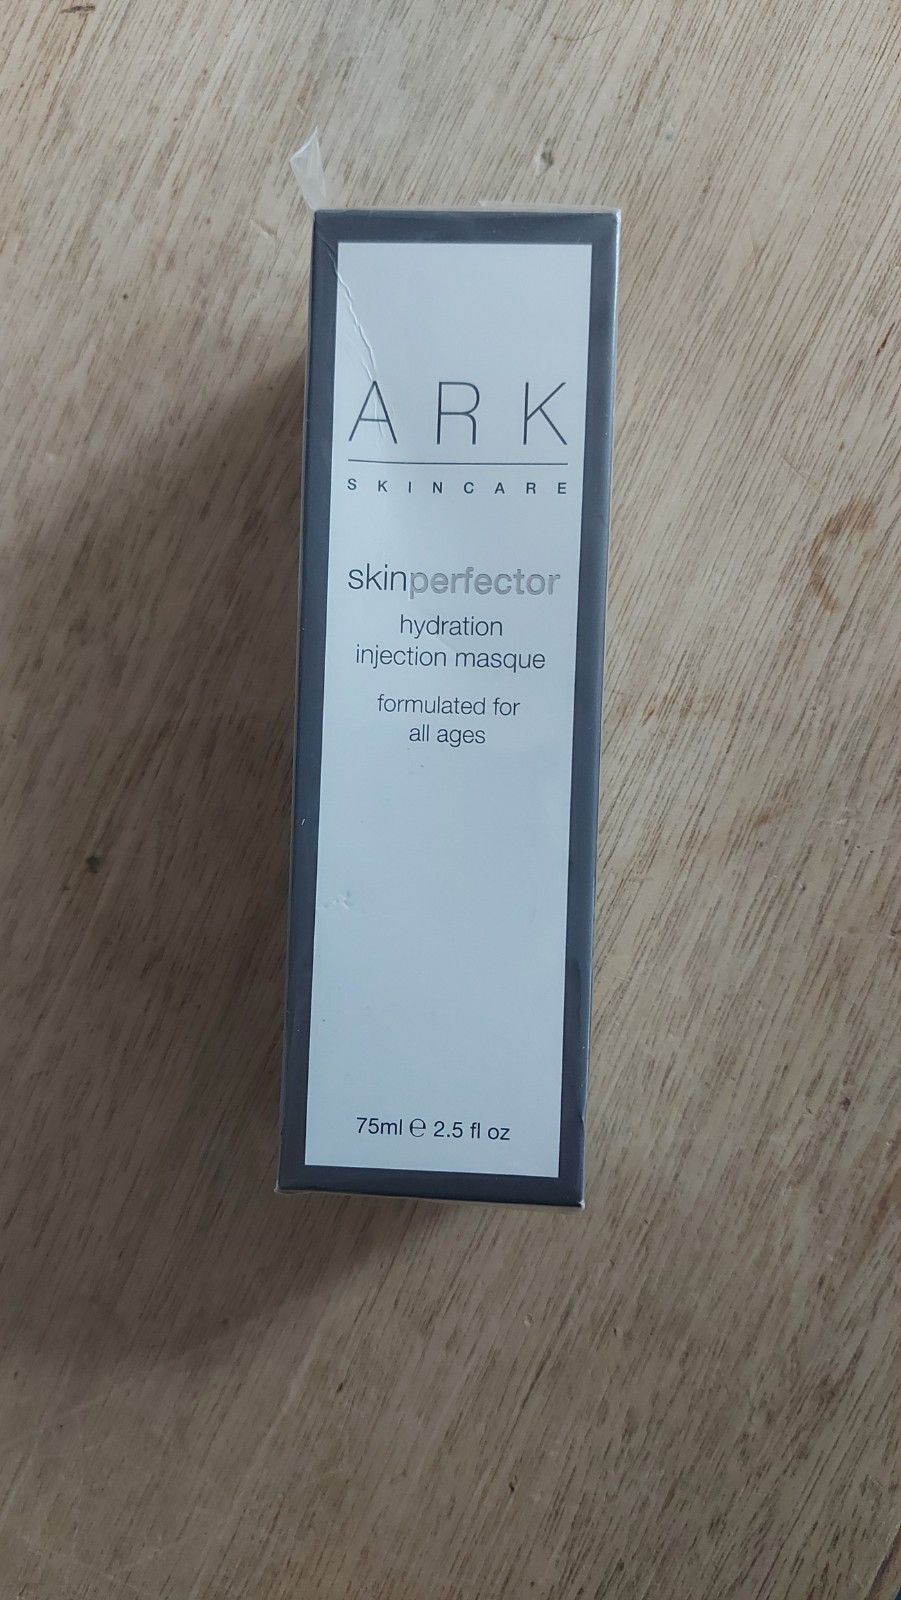 ARK
SKINCARE
skinperfector
hydration
injection masque
formulated for
all ages
75ml ℮ 2.5 fl oz